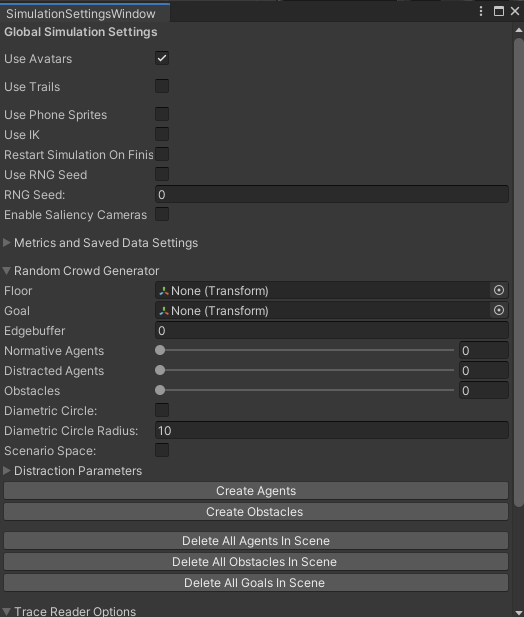 SimulationSettingsWindow
Global Simulation Settings
Use Avatars
Use Trails
Use Phone Sprites
Use IK
Restart Simulation On Finis
Use RNG Seed
RNG Seed: 0
Enable Saliency Cameras
Metrics and Saved Data Settings
Random Crowd Generator
Floor None (Transform)
Goal None (Transform)
Edgebuffer 0
Normative Agents 0
Distracted Agents 0
Obstacles 0
Diametric Circle:
Diametric Circle Radius: 10
Scenario Space:
Distraction Parameters
Create Agents
Create Obstacles
Delete All Agents In Scene
Delete All Obstacles In Scene
Delete All Goals In Scene
Trace Reader Options